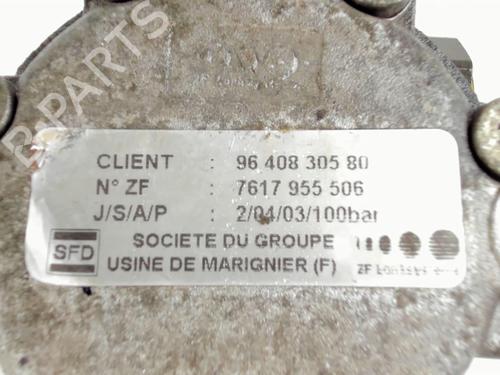 B PARTS
CLIENT : 96 408 305 80
N° ZF : 7617 955 506
J/S/A/P : 2/04/03/100bar
SFD SOCIETE DU GROUPE
USINE DE MARIGNIER (F) ZF